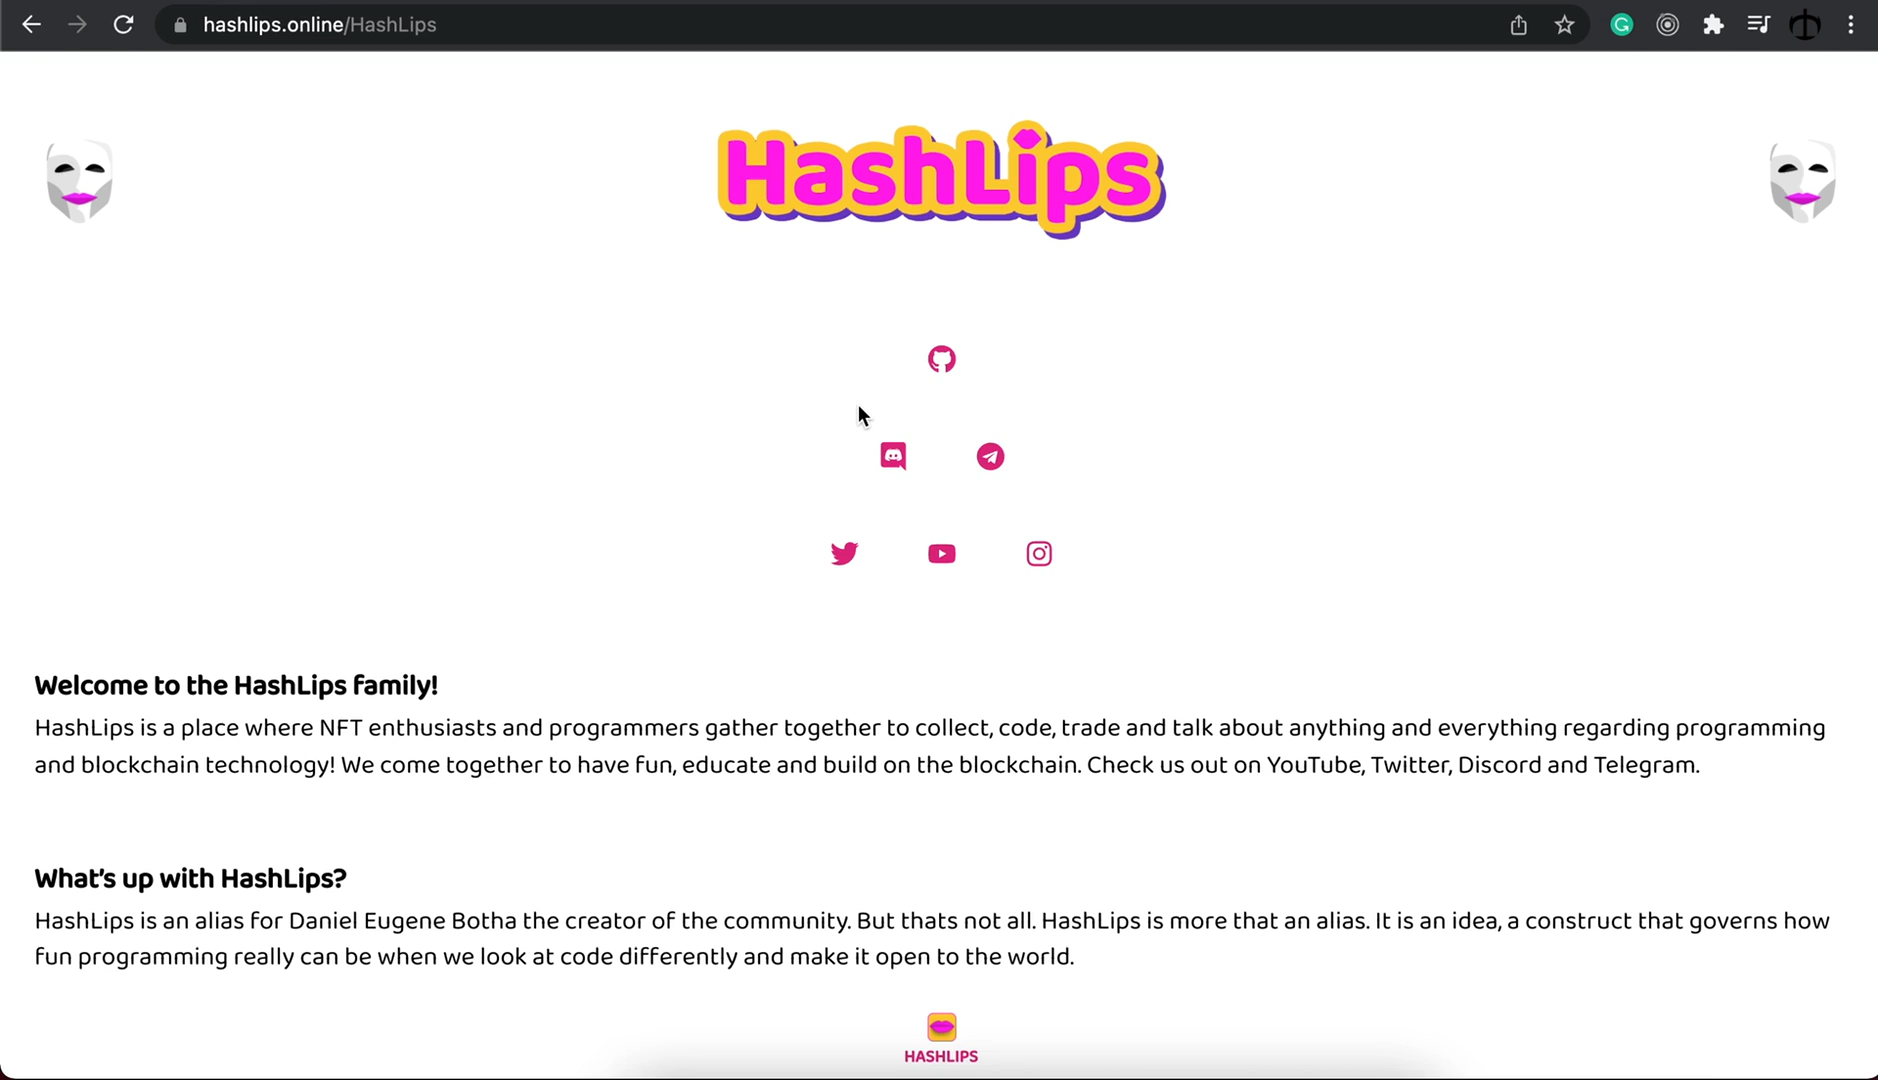 hashlips.online/HashLips
HashLips
Welcome to the HashLips family!
HashLips is a place where NFT enthusiasts and programmers gather together to collect, code, trade and talk about anything and everything regarding programming
and blockchain technology! We come together to have fun, educate and build on the blockchain. Check us out on YouTube, Twitter, Discord and Telegram.
What's up with HashLips?
HashLips is an alias for Daniel Eugene Botha the creator of the community. But thats not all. HashLips is more that an alias. It is an idea, a construct that governs how
fun programming really can be when we look at code differently and make it open to the world.
HASHLIPS